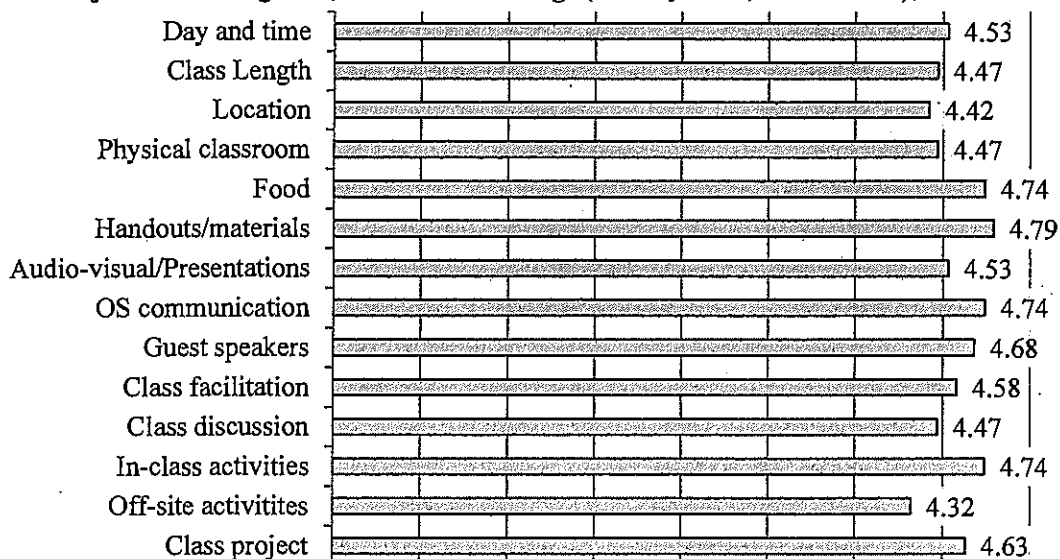 Day and time 4.53
Class Length 4.47
Location 4.42
Physical classroom 4.47
Food 4.74
Handouts/materials 4.79
Audio-visual/Presentations 4.53
OS communication 4.74
Guest speakers 4.68
Class facilitation 4.58
Class discussion 4.47
In-class activities 4.74
Off-site activitites 4.32
Class project 4.63